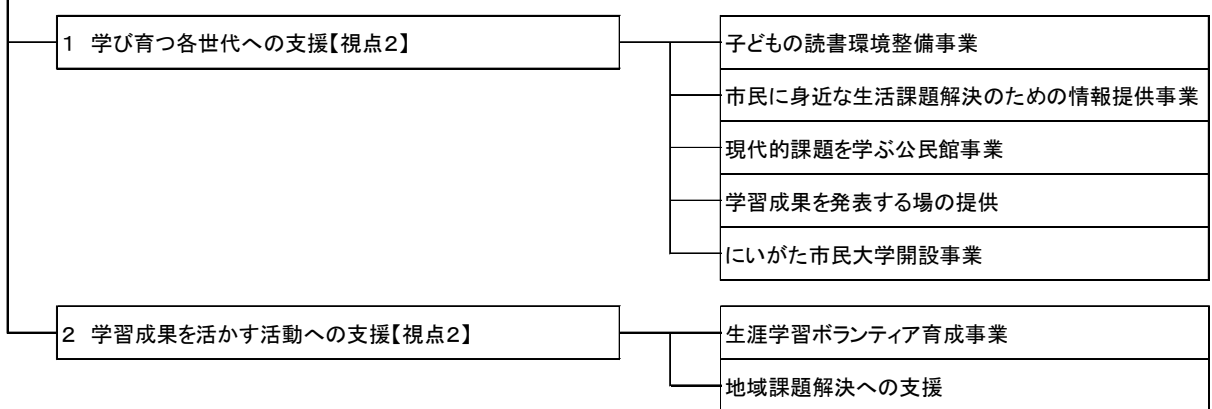 1 学び育つ各世代への支援【視点2】
子どもの読書環境整備事業
市民に身近な生活課題解決のための情報提供事業
現代的課題を学ぶ公民館事業
学習成果を発表する場の提供
にいがた市民大学開設事業
2 学習成果を活かす活動への支援【視点2】
生涯学習ボランティア育成事業
地域課題解決への支援